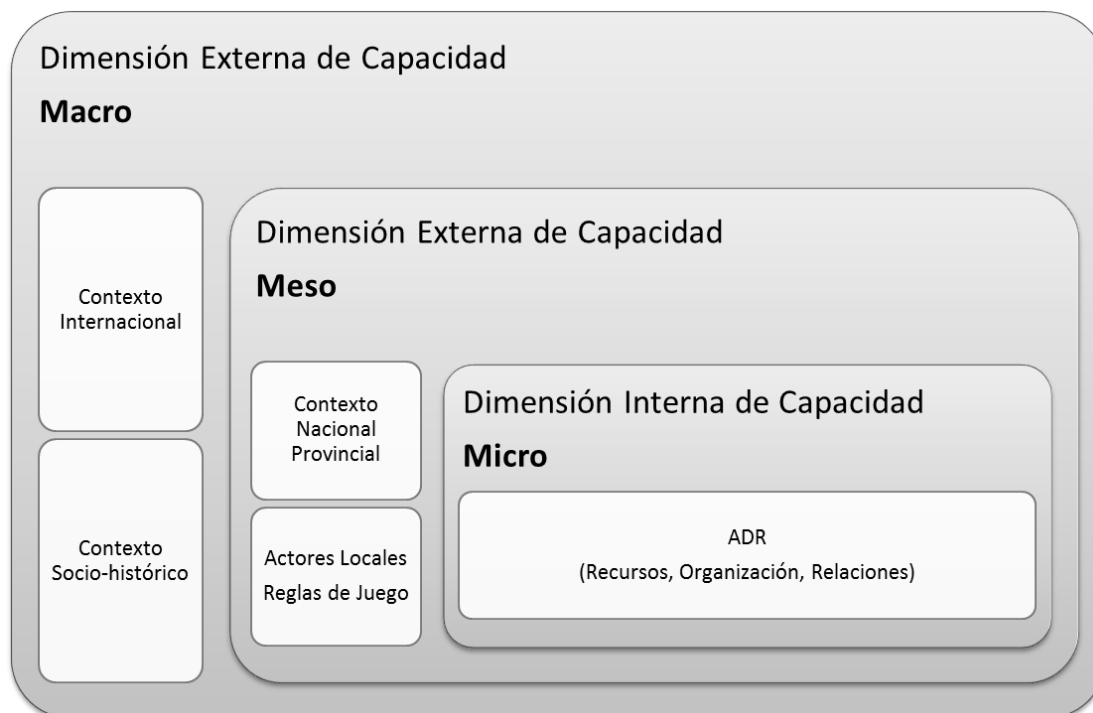 Dimensión Externa de Capacidad
Macro
Contexto
Internacional
Contexto
Socio-histórico
Dimensión Externa de Capacidad
Meso
Contexto
Nacional
Provincial
Actores Locales
Reglas de Juego
Dimensión Interna de Capacidad
Micro
ADR
(Recursos, Organización, Relaciones)